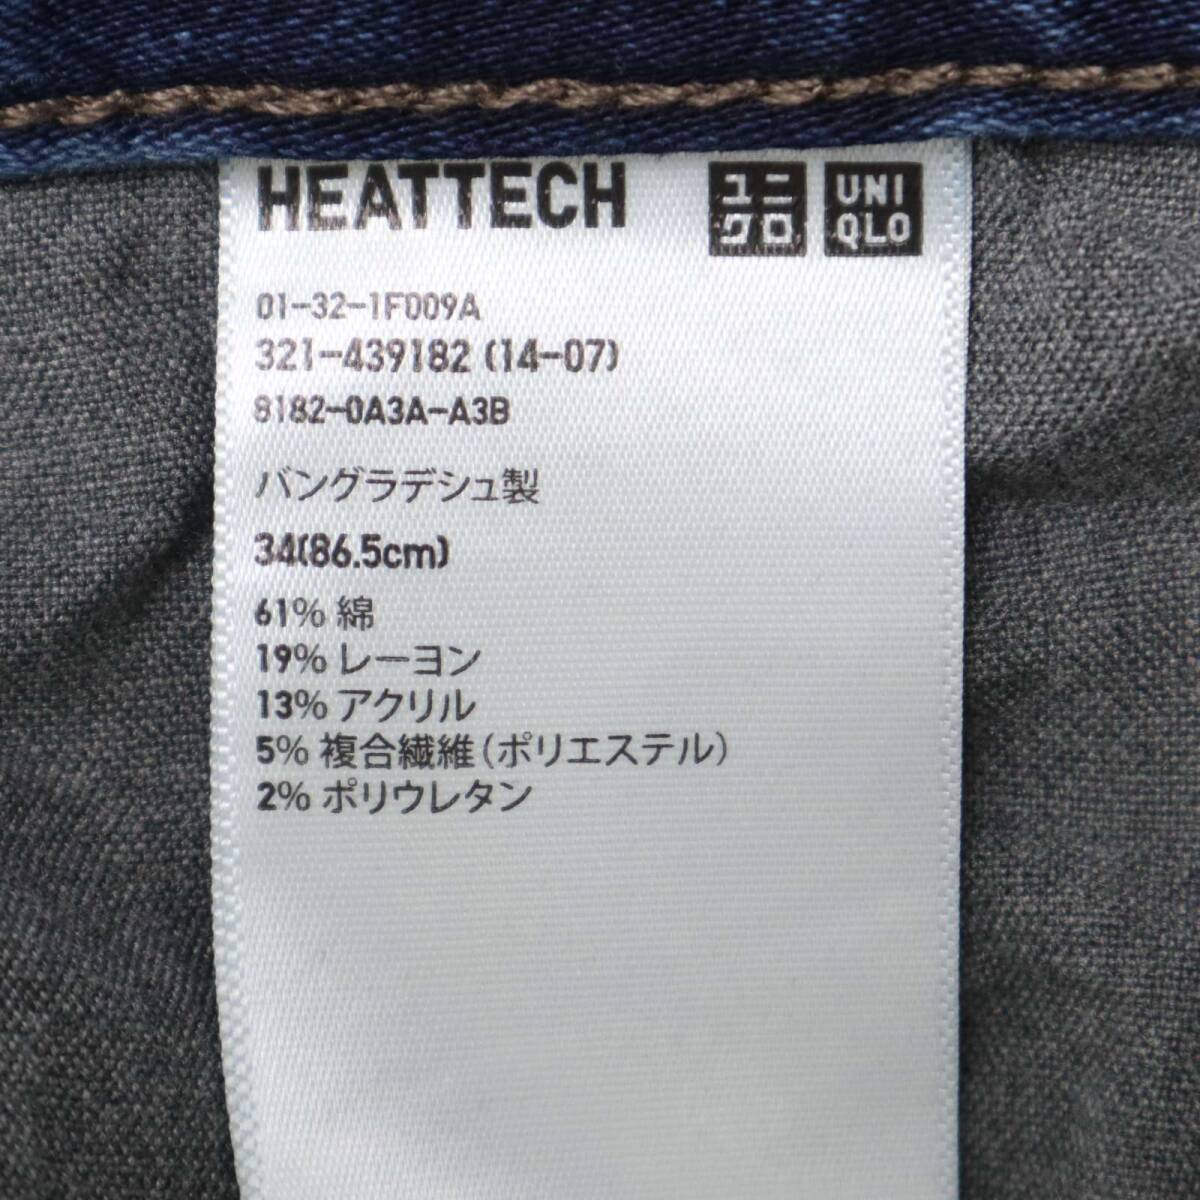 HEATTECH ユニクロ UNIQLO
01-32-1F009A
321-439182 (14-07)
8182-0A3A-A3B
バングラデシュ製
34(86.5cm)
61% 綿
19% レーヨン
13% アクリル
5% 複合繊維(ポリエステル)
2% ポリウレタン